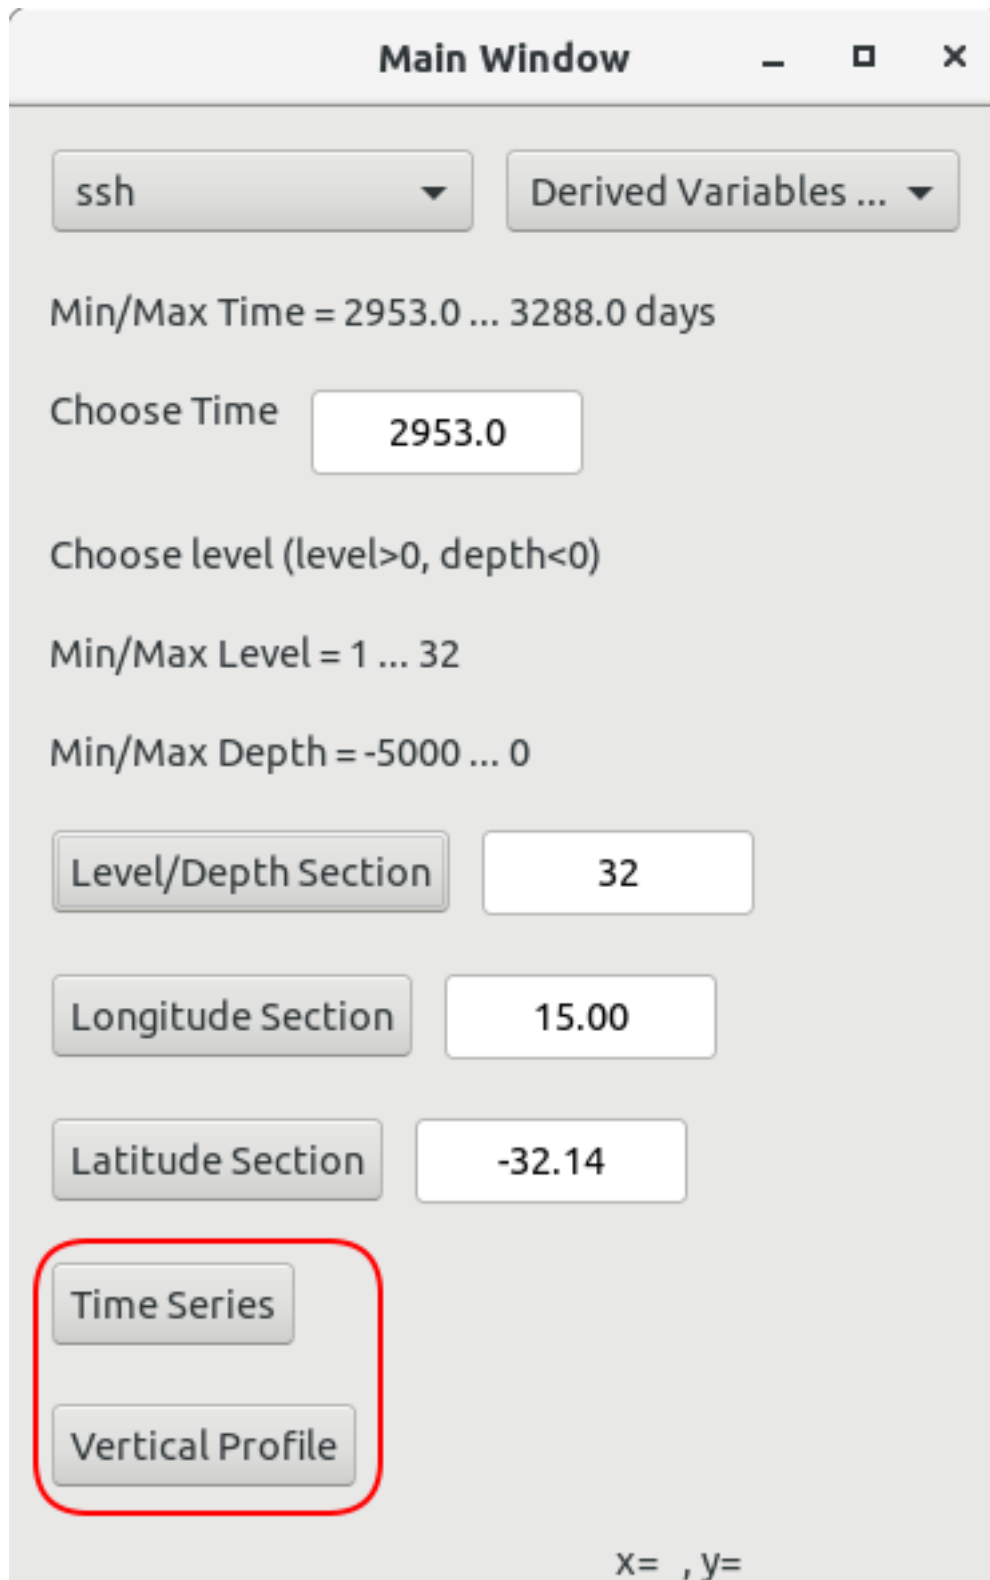 Main Window
ssh Derived Variables ...
Min/Max Time = 2953.0 ... 3288.0 days
Choose Time 2953.0
Choose level (level>0, depth<0)
Min/Max Level = 1 ... 32
Min/Max Depth = -5000 ... 0
Level/Depth Section 32
Longitude Section 15.00
Latitude Section -32.14
Time Series
Vertical Profile
x= , y=